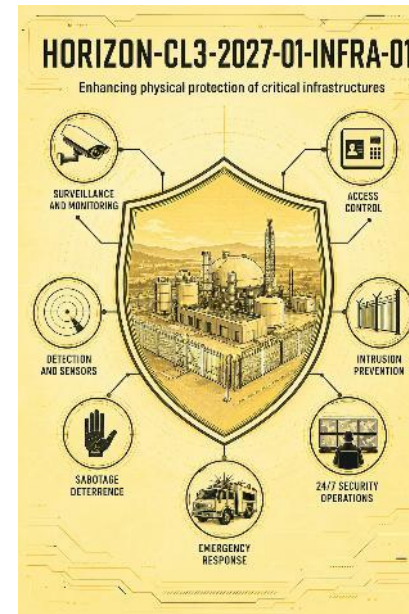 HORIZON-CL3-2027-01-INFRA-01
Enhancing physical protection of critical infrastructures
SURVEILLANCE
AND MONITORING
ACCESS
CONTROL
DETECTION
AND SENSORS
INTRUSION
PREVENTION
SABOTAGE
DETERRENCE
24/7 SECURITY
OPERATIONS
EMERGENCY
RESPONSE